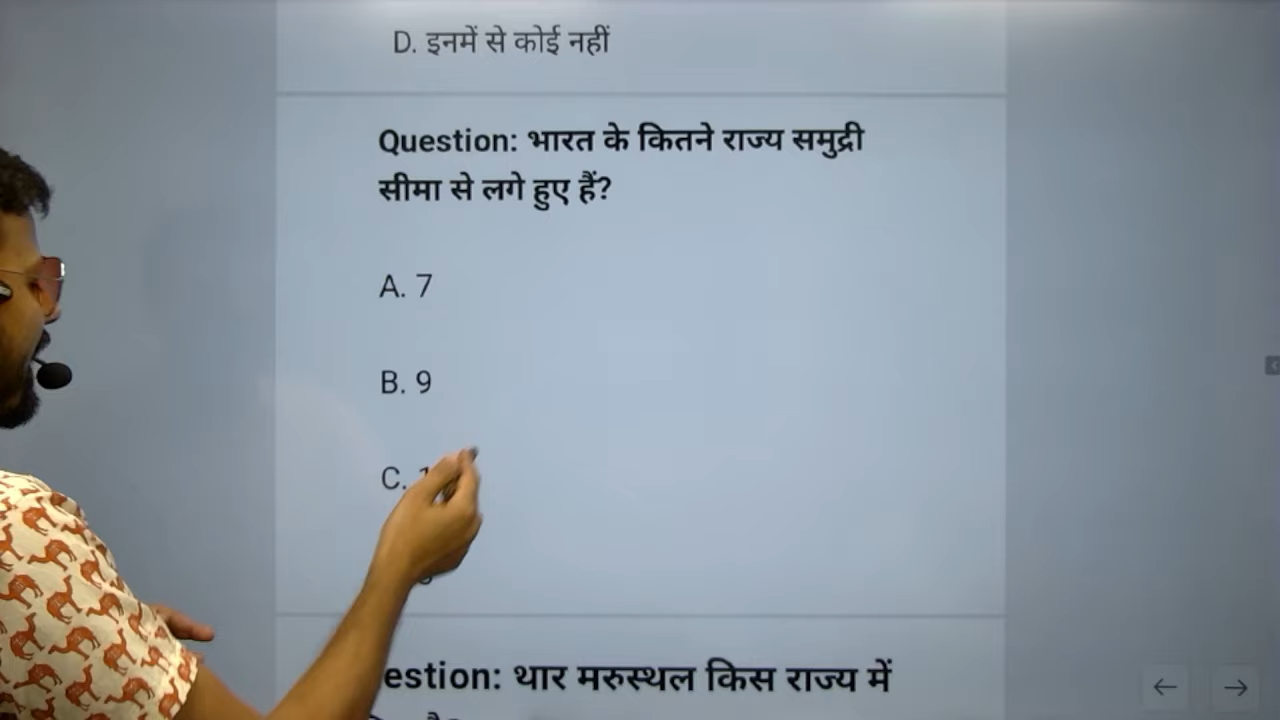 D. इनमें से कोई नहीं
Question: भारत के कितने राज्य समुद्री
सीमा से लगे हुए हैं?
A. 7
B. 9
C.
estion: थार मरुस्थल किस राज्य में